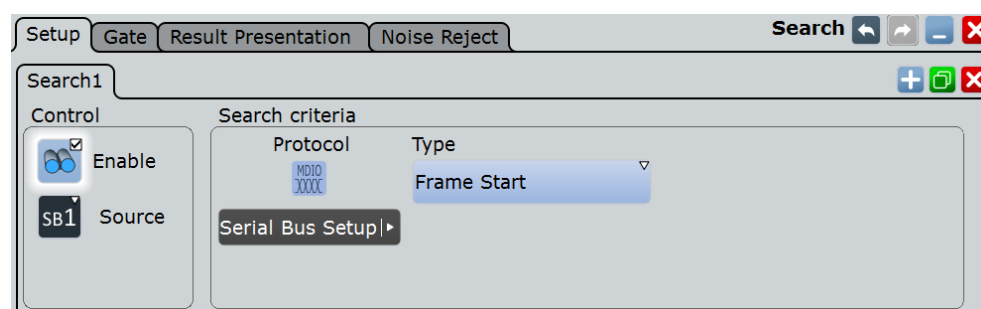 Setup Gate Result Presentation Noise Reject Search
Search1
Control Search criteria
Protocol Type
Enable MDIO Frame Start
SB1 Source Serial Bus Setup